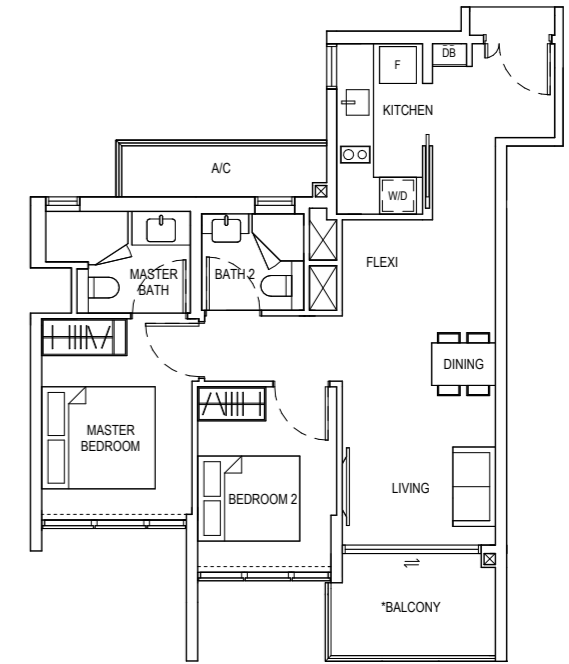 DB
F
KITCHEN
A/C
W/D
FLEXI
MASTER
BATH
BATH 2
DINING
MASTER
BEDROOM
BEDROOM 2
LIVING
*BALCONY